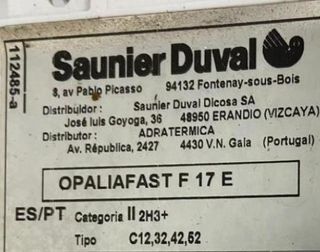 112485-a
Saunier Duval
8, av Pablo Picasso 94132 Fontenay-sous-Bois
Distribuidor: Saunier Duval Dicosa SA
José luis Goyoga, 36 48950 ERANDIO (VIZCAYA)
Distributor: ADRATERMICA
Av. República, 2427 4430 V.N. Gaia (Portugal)
OPALIAFAST F 17 E
ES/PT Categoria II 2H3+
Tipo C12,32,42,52